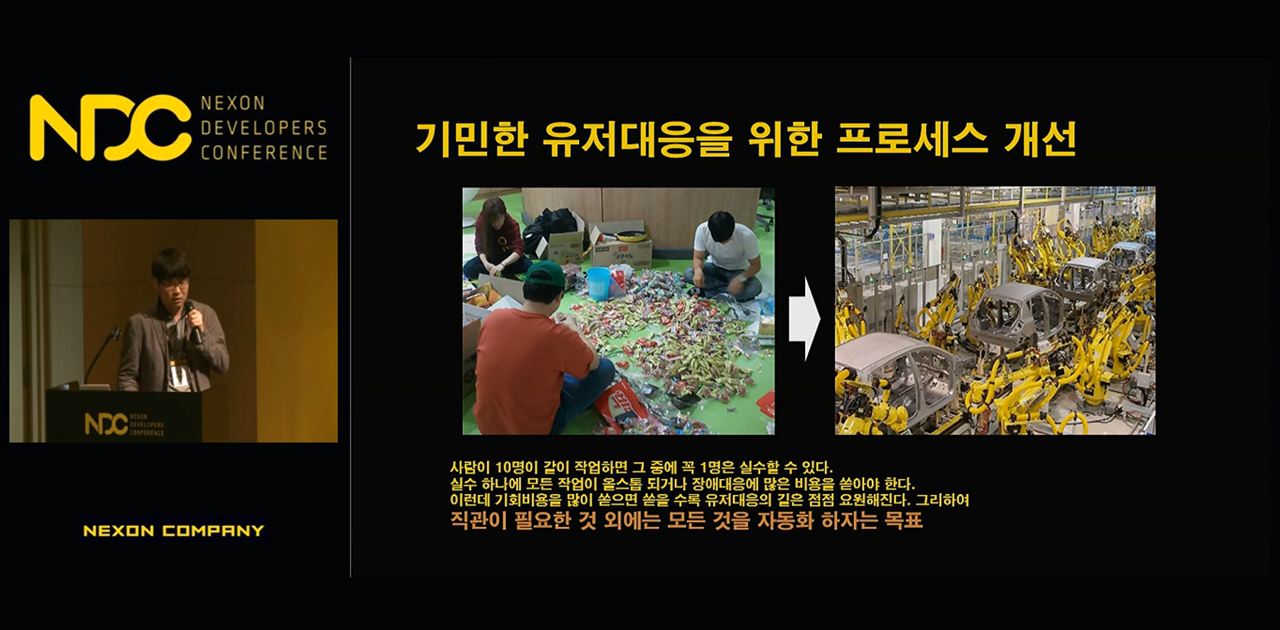 NDC
NEXON
DEVELOPERS
CONFERENCE
기민한 유저대응을 위한 프로세스 개선
NDC
NEXON
DEVELOPERS
CONFERENCE
사람이 10명이 같이 작업하면 그 중에 꼭 1명은 실수할 수 있다.
실수 하나에 모든 작업이 올스톱 되거나 장애대응에 많은 비용을 쏟아야 한다.
이런데 기회비용을 많이 쏟으면 쏟을 수록 유저대응의 길은 점점 요원해진다. 그리하여
직관이 필요한 것 외에는 모든 것을 자동화 하자는 목표
NEXON COMPANY